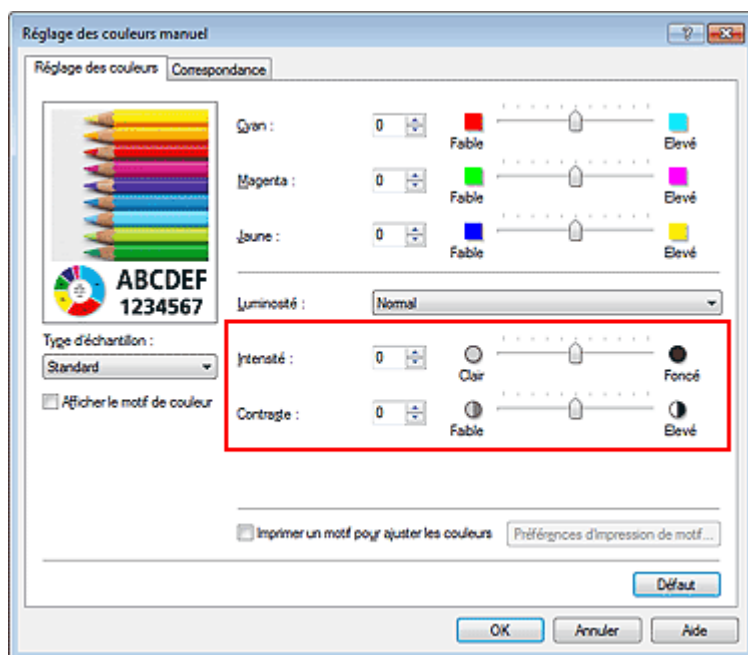 Réglage des couleurs manuel
Réglage des couleurs
Correspondance
Cyan :
0
Faible
Elevé
Magenta :
0
Faible
Elevé
Jaune :
0
Faible
Elevé
ABCDEF
1234567
Luminosité :
Normal
Type d'échantillon :
Standard
Afficher le motif de couleur
Intensité :
0
Clair
Foncé
Contraste :
0
Faible
Elevé
Imprimer un motif pour ajuster les couleurs
Préférences d'impression de motif...
Défaut
OK
Annuler
Aide